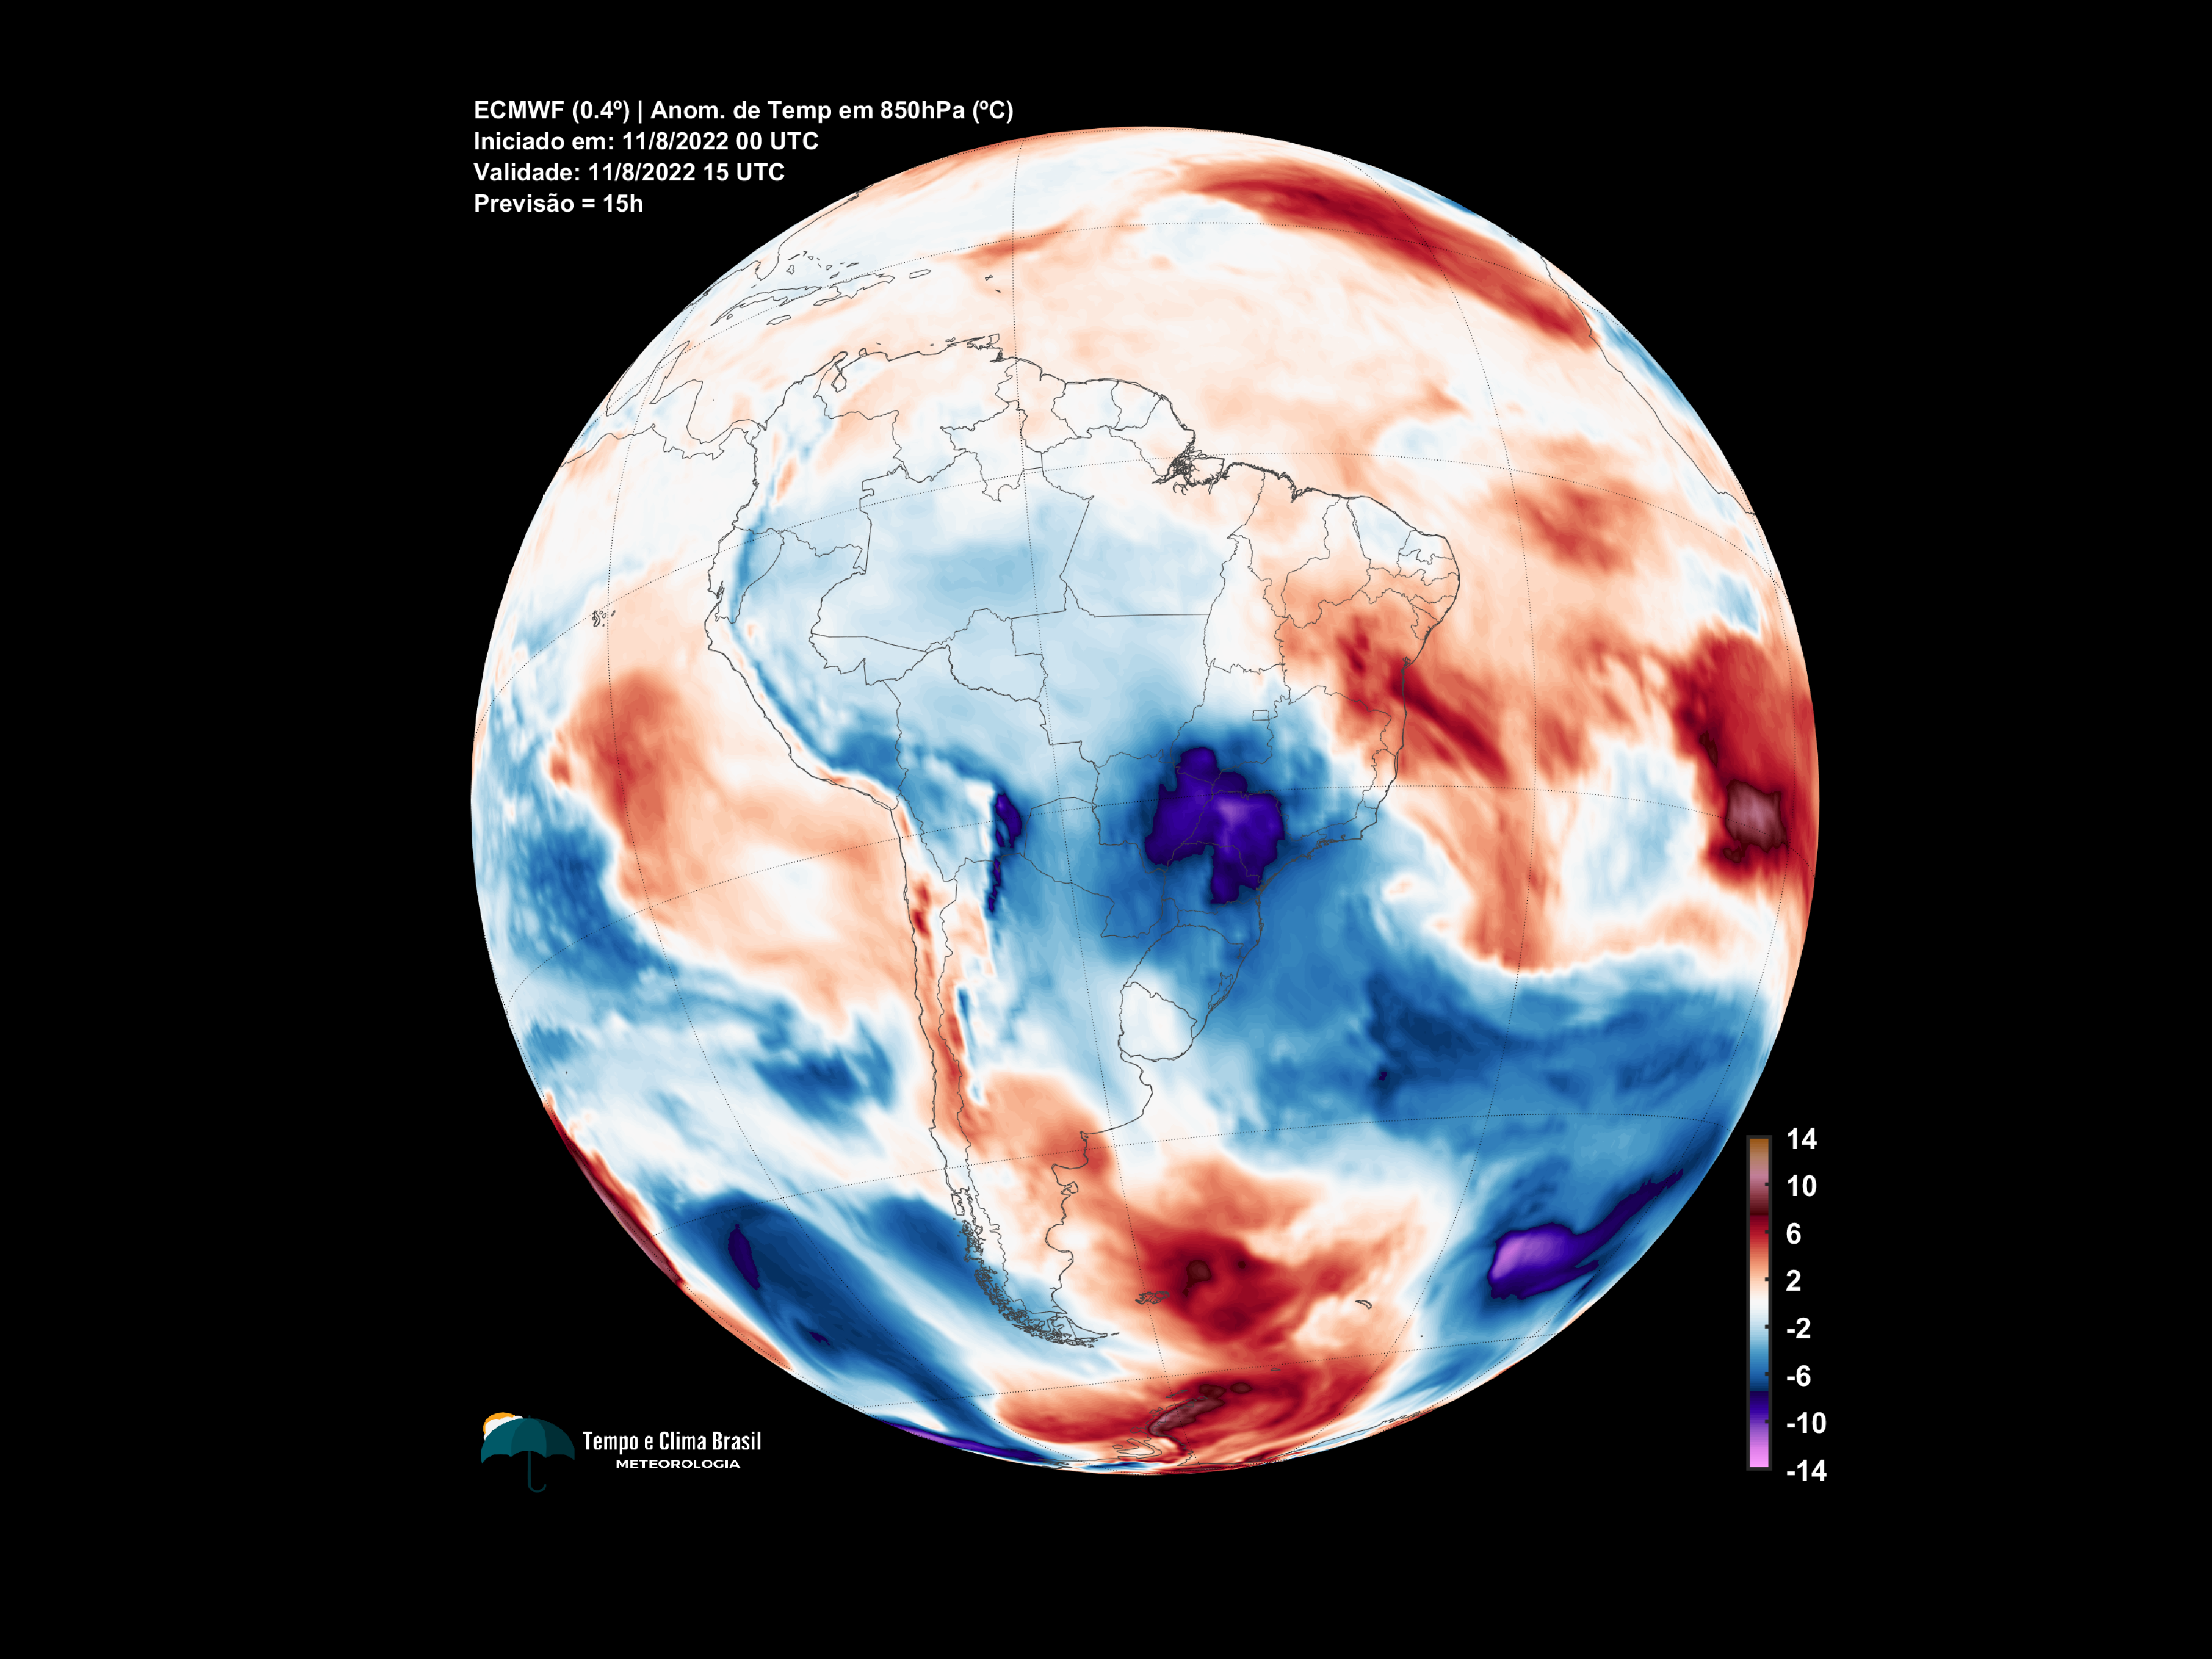 ECMWF (0.4º) | Anom. de Temp em 850hPa (ºC)
Iniciado em: 11/8/2022 00 UTC
Validade: 11/8/2022 15 UTC
Previsão = 15h
14
10
6
2
-2
-6
-10
-14
Tempo e Clima Brasil
METEOROLOGIA